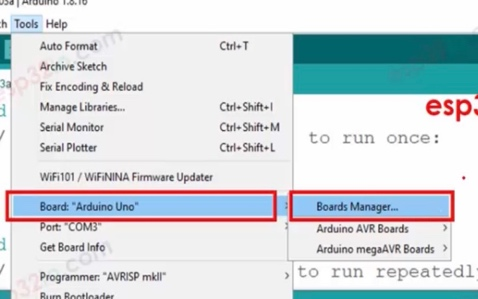 Arduino 1.8.16
Tools Help
Auto Format Ctrl+T
Archive Sketch
Fix Encoding & Reload
Manage Libraries... Ctrl+Shift+I
Serial Monitor Ctrl+Shift+M
Serial Plotter Ctrl+Shift+L
to run once:
WiFi101 / WiFiNINA Firmware Updater
Board: "Arduino Uno"
Boards Manager...
Port: "COM3"
Arduino AVR Boards
Get Board Info
Arduino megaAVR Boards
Programmer: "AVRISP mkII"
to run repeatedly
Burn Bootloader